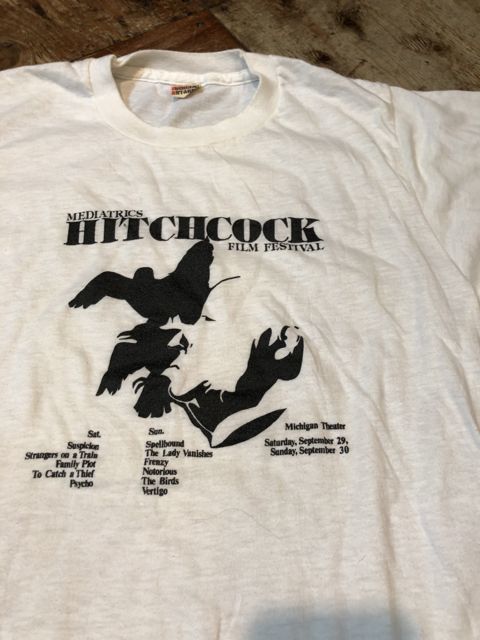 MEDIATRICS
HITCHCOCK
FILM FESTIVAL
Sat.
Suspicion
Strangers on a Train
Family Plot
To Catch a Thief
Psycho
Sun.
Spellbound
The Lady Vanishes
Frenzy
Notorious
The Birds
Vertigo
Michigan Theater
Saturday, September 29,
Sunday, September 30